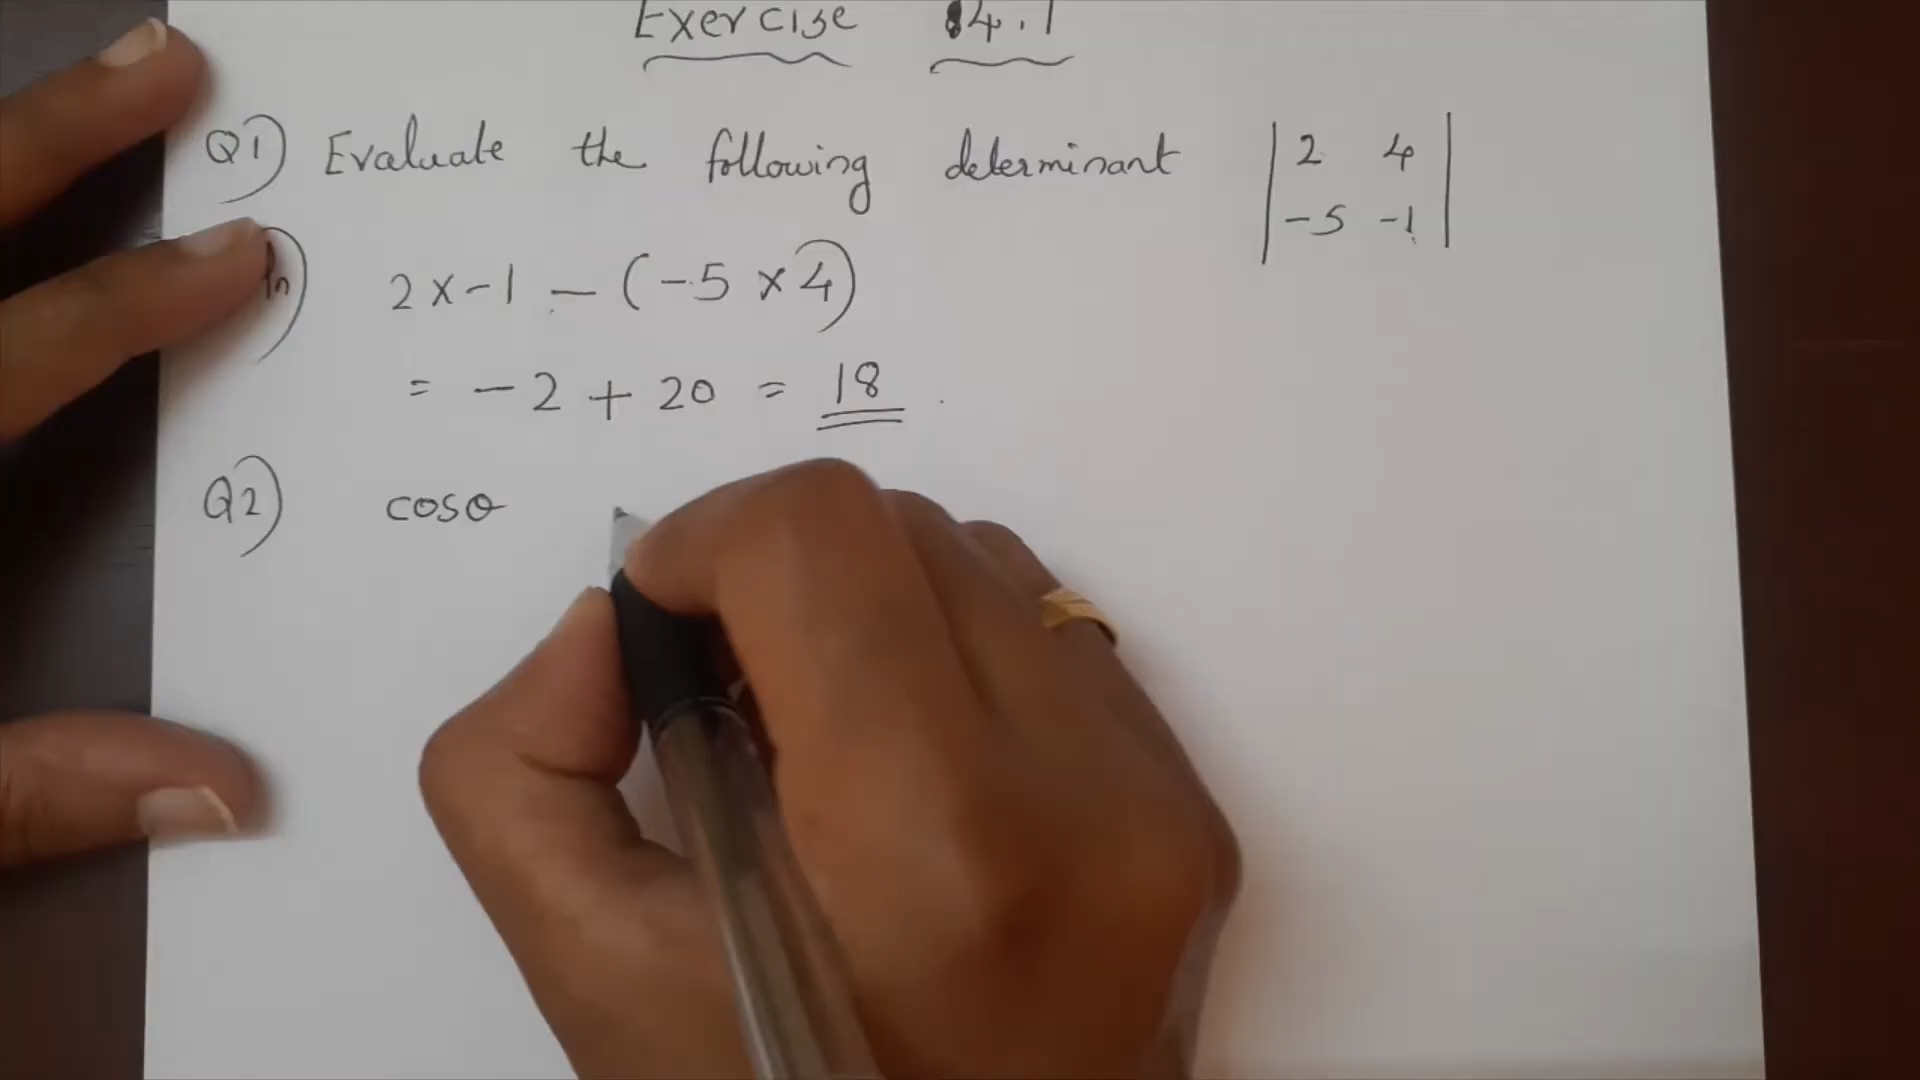 Exercise 4.1
Q1) Evaluate the following determinant | 2 4 |
| -5 -1 |
2 x -1 - (-5 x 4)
= -2 + 20 = 18
Q2) cosθ